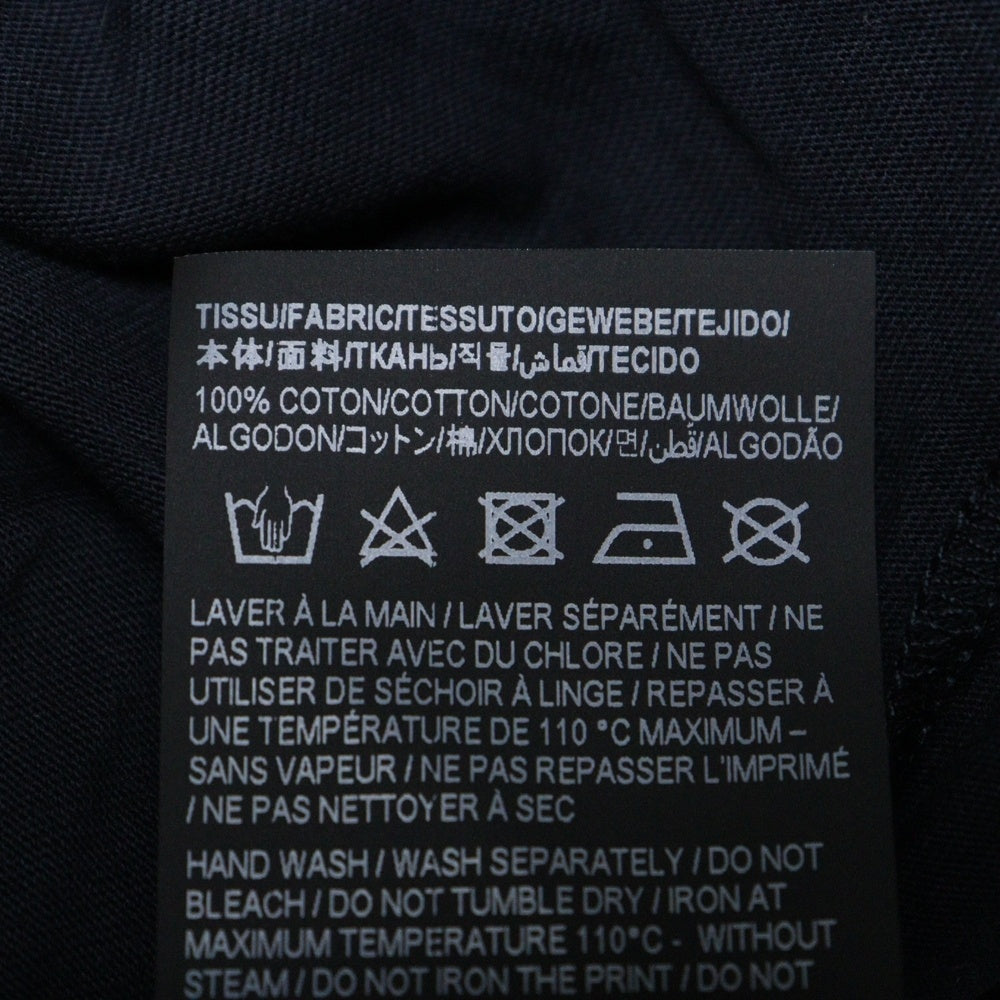 TISSU/FABRIC/TESSUTO/GEWEBE/TEJIDO/
本体/面料/ТКАНЬ/직물/قماش/TECIDO
100% COTON/COTTON/COTONE/BAUMWOLLE/
ALGODON/コットン/棉/ХЛОПОК/면/قطن/ALGODÃO
LAVER À LA MAIN / LAVER SÉPARÉMENT / NE
PAS TRAITER AVEC DU CHLORE / NE PAS
UTILISER DE SÉCHOIR À LINGE / REPASSER À
UNE TEMPÉRATURE DE 110 °C MAXIMUM –
SANS VAPEUR / NE PAS REPASSER L'IMPRIMÉ
/ NE PAS NETTOYER À SEC
HAND WASH / WASH SEPARATELY / DO NOT
BLEACH / DO NOT TUMBLE DRY / IRON AT
MAXIMUM TEMPERATURE 110°C - WITHOUT
STEAM / DO NOT IRON THE PRINT / DO NOT